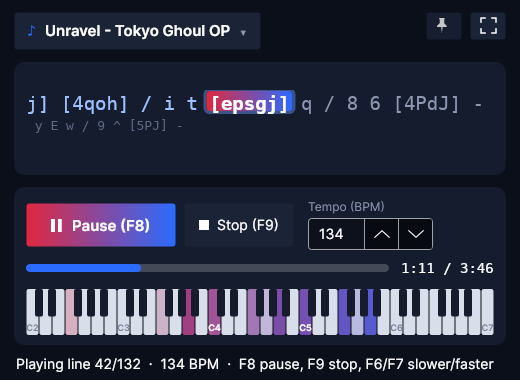 ♪ Unravel - Tokyo Ghoul OP ▾
j] [4qoh] / i t [epsgj] q / 8 6 [4PdJ] -
y E w / 9 ^ [5PJ] -
Pause (F8)
Stop (F9)
Tempo (BPM)
134
1:11 / 3:46
C2 C3 C4 C5 C6 C7
Playing line 42/132 · 134 BPM · F8 pause, F9 stop, F6/F7 slower/faster